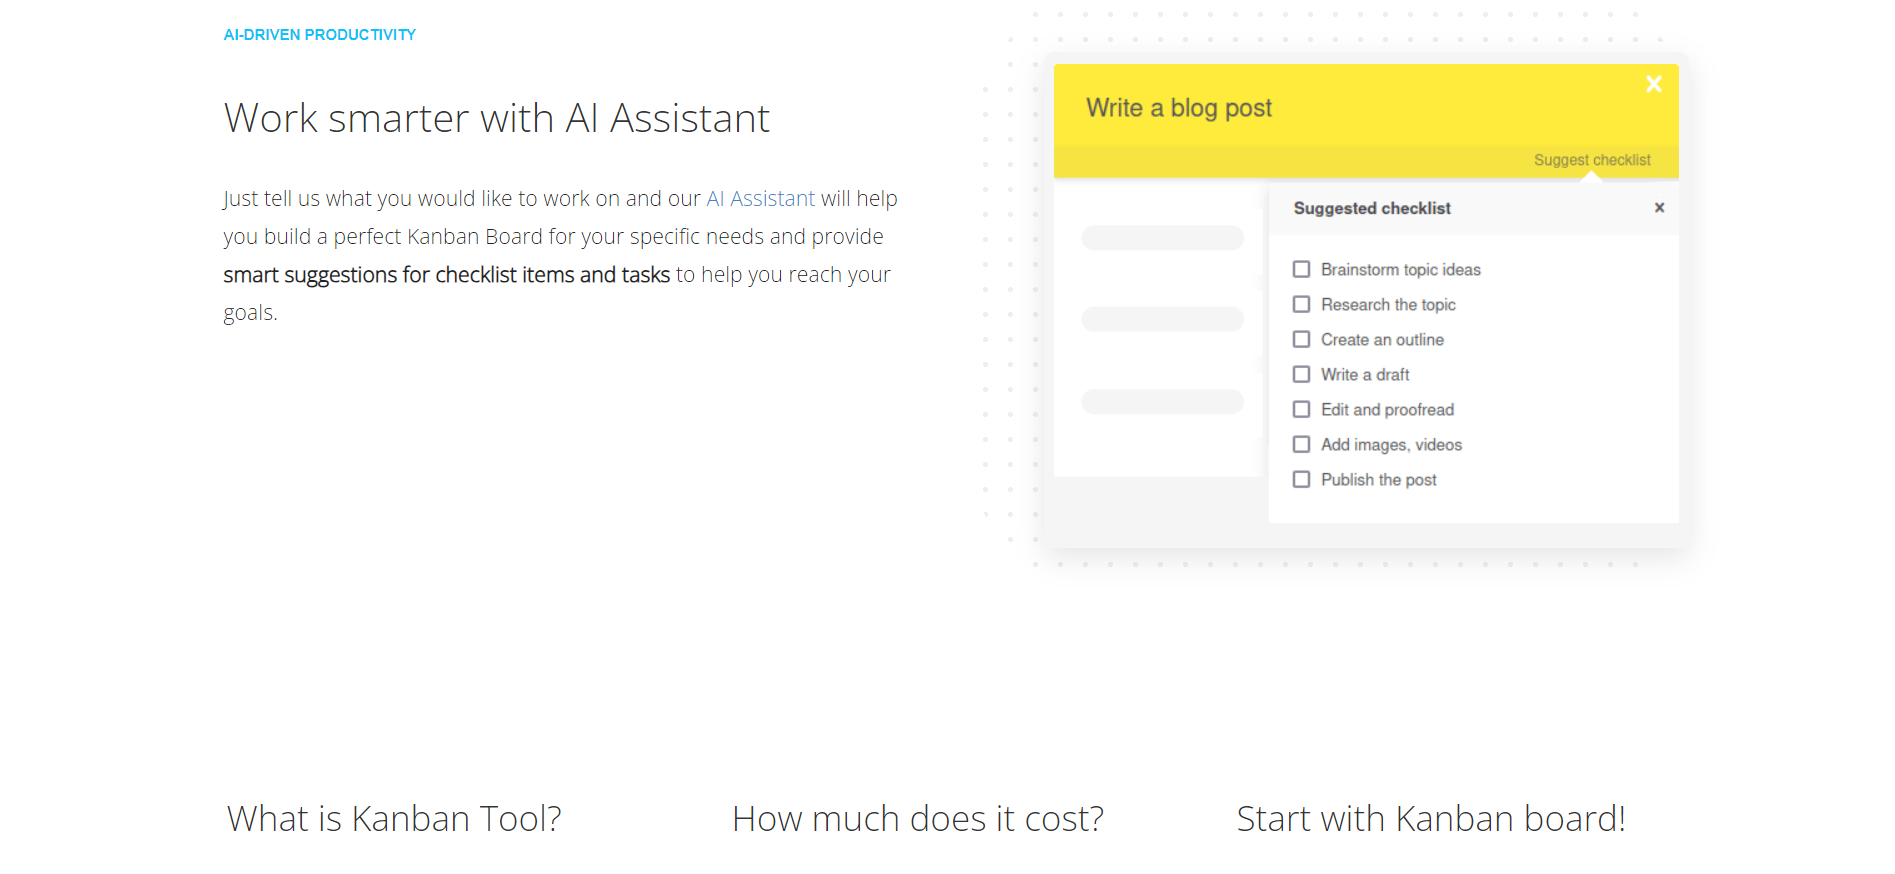 AI-DRIVEN PRODUCTIVITY
Work smarter with AI Assistant
Just tell us what you would like to work on and our AI Assistant will help
you build a perfect Kanban Board for your specific needs and provide
smart suggestions for checklist items and tasks to help you reach your
goals.
Write a blog post
Suggest checklist
Suggested checklist
Brainstorm topic ideas
Research the topic
Create an outline
Write a draft
Edit and proofread
Add images, videos
Publish the post
What is Kanban Tool?
How much does it cost?
Start with Kanban board!